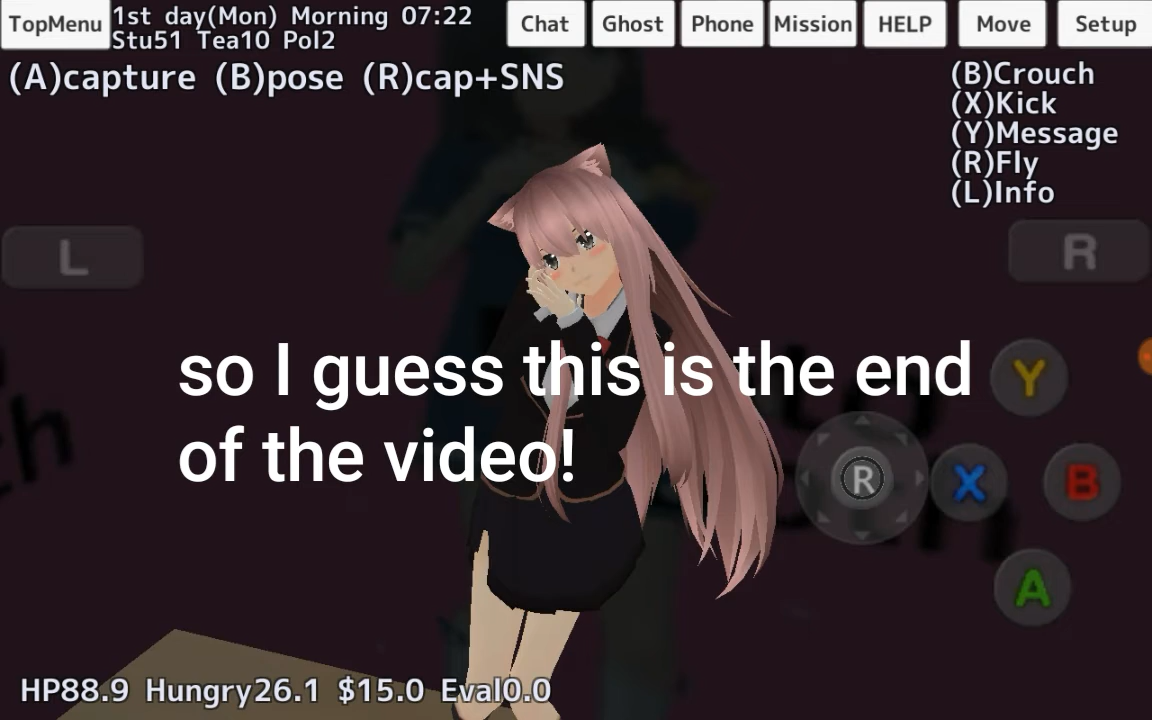 TopMenu
1st day(Mon) Morning 07:22
Stu51 Tea10 Pol2
Chat
Ghost
Phone
Mission
HELP
Move
Setup
(A)capture (B)pose (R)cap+SNS
(B)Crouch
(X)Kick
(Y)Message
(R)Fly
(L)Info
L
R
so I guess this is the end
of the video!
Y
R
X
B
A
HP88.9 Hungry26.1 $15.0 Eval0.0